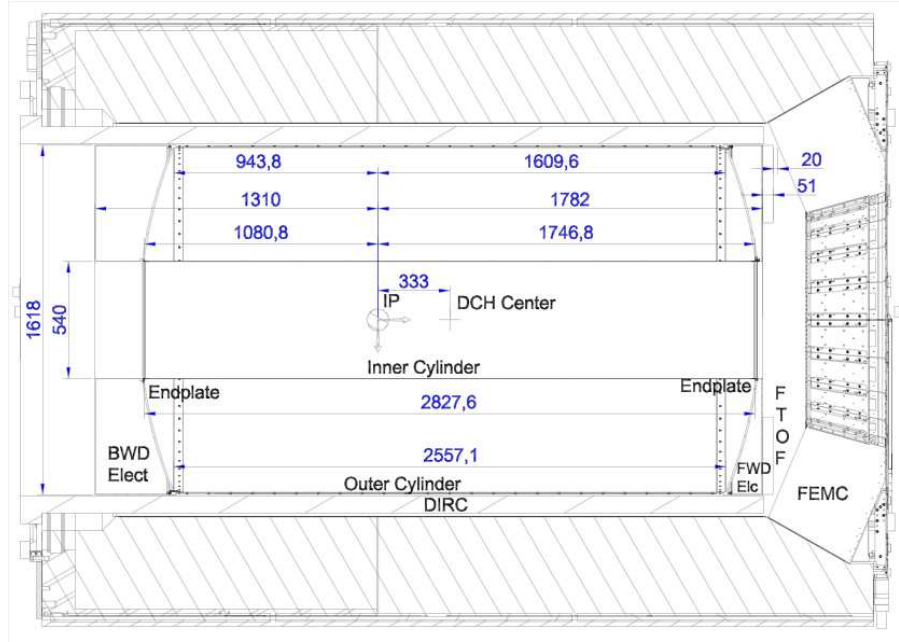 943,8 1609,6 20
51
1310 1782
1080,8 1746,8
333
IP DCH Center
1618 540
Inner Cylinder
Endplate Endplate
2827,6
FTOF
BWD
Elect
2557,1
FWD
Elc
Outer Cylinder
DIRC
FEMC